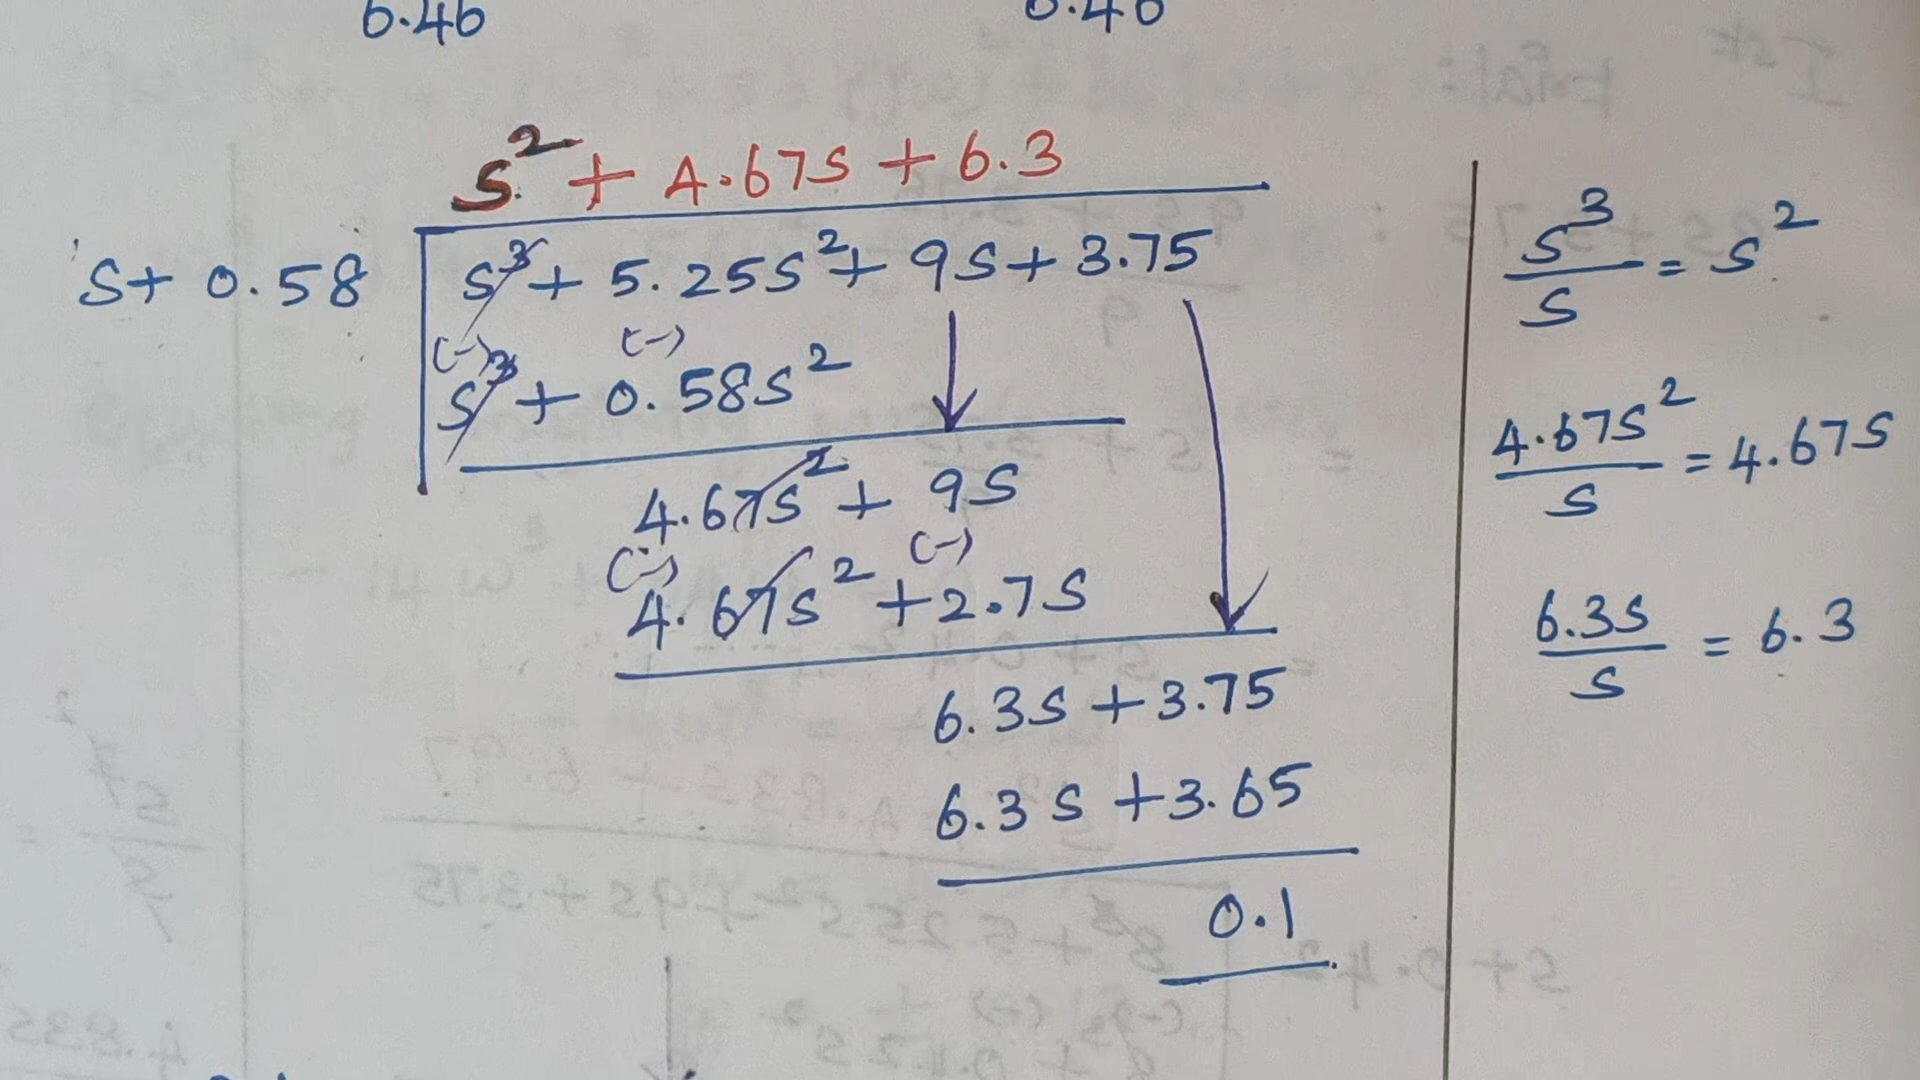 6.46 6.46
s² + 4.67s + 6.3
s + 0.58 s³ + 5.25s² + 9s + 3.75
(-) (-)
s³ + 0.58s²
4.67s² + 9s
(-) (-)
4.67s² + 2.7s
6.3s + 3.75
6.3s + 3.65
0.1
s³/s = s²
4.67s²/s = 4.67s
6.3s/s = 6.3